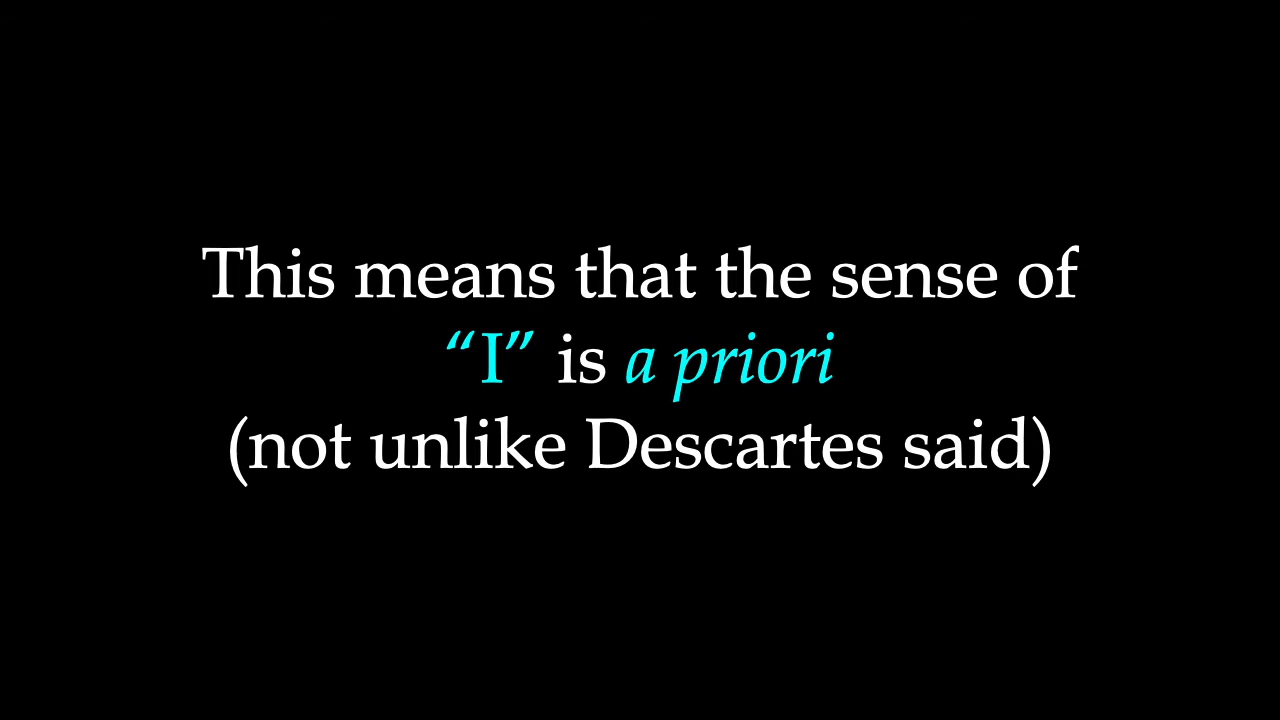 This means that the sense of
“I” is a priori
(not unlike Descartes said)